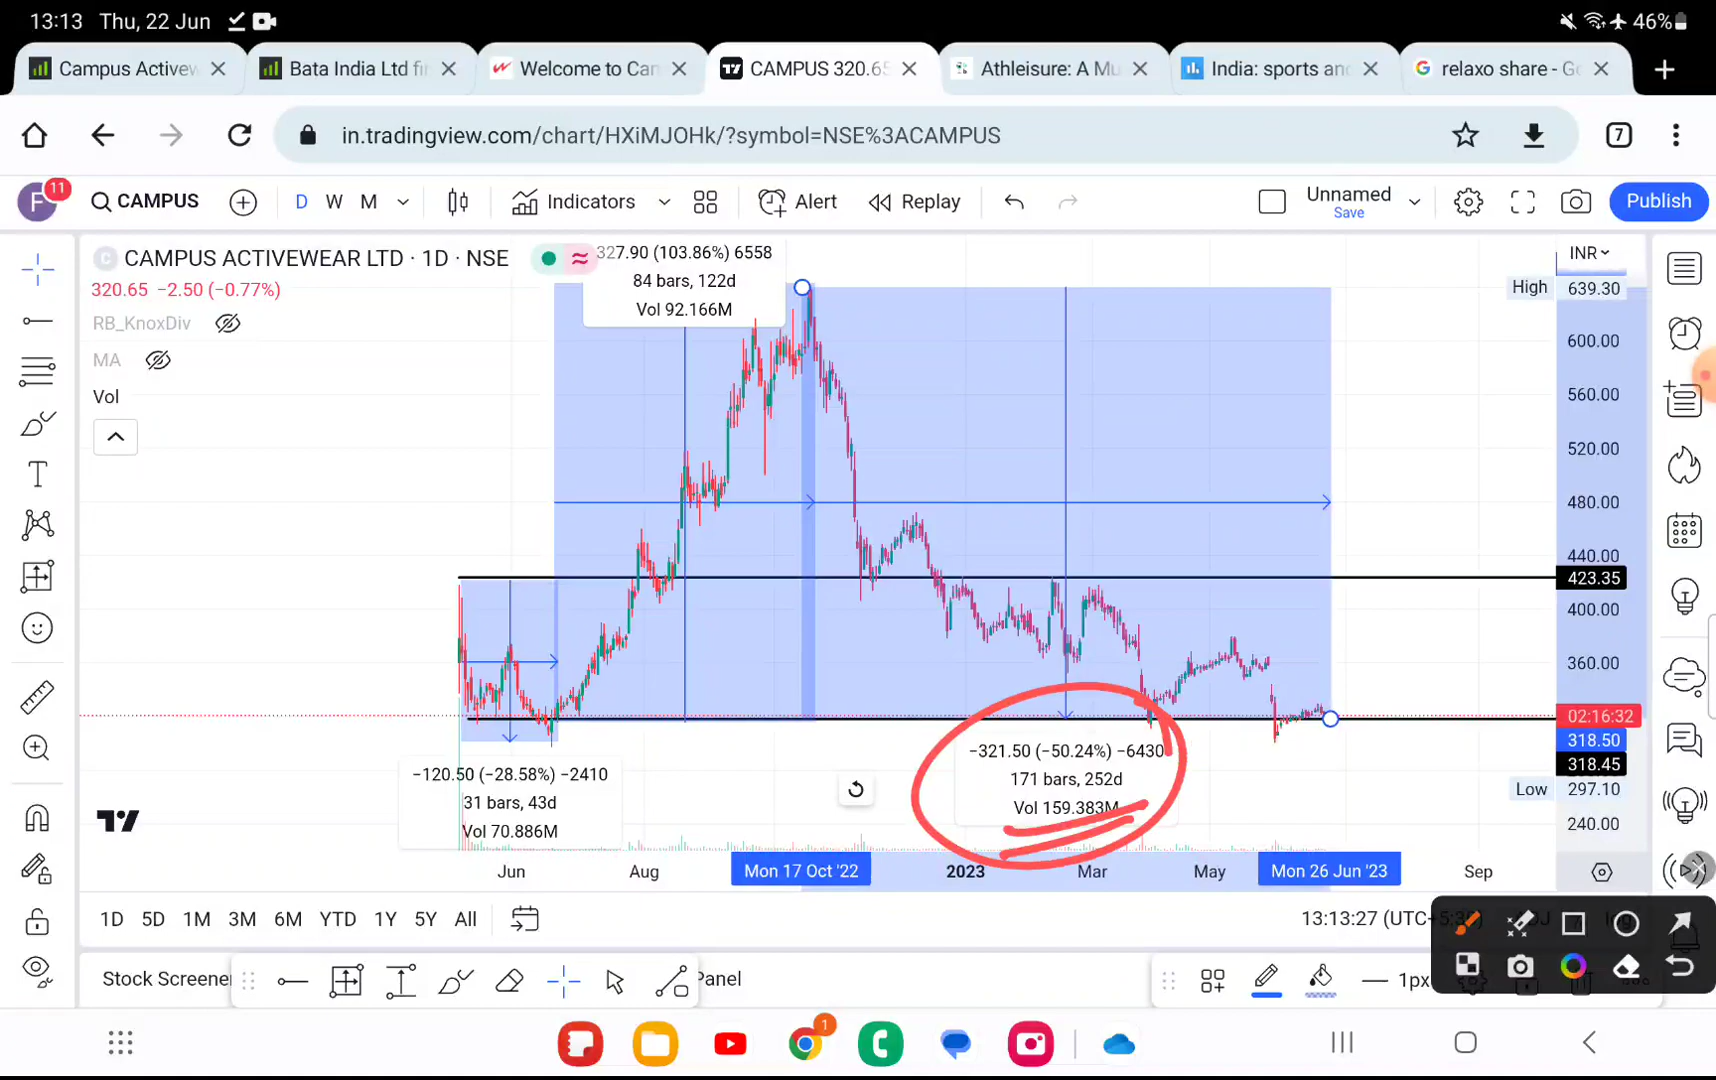 13:13 Thu, 22 Jun 46%
Campus Activew Bata India Ltd fin Welcome to Can CAMPUS 320.65 Athleisure: A Mu India: sports and relaxo share - Go
in.tradingview.com/chart/HXiMJOHk/?symbol=NSE%3ACAMPUS 7
F 11 CAMPUS D W M Indicators Alert Replay Unnamed Save Publish
C CAMPUS ACTIVEWEAR LTD · 1D · NSE
320.65 −2.50 (−0.77%)
RB_KnoxDiv
MA
Vol
327.90 (103.86%) 6558
84 bars, 122d
Vol 92.166M
−120.50 (−28.58%) −2410
31 bars, 43d
Vol 70.886M
−321.50 (−50.24%) −6430
171 bars, 252d
Vol 159.383M
INR
High 639.30
600.00
560.00
520.00
480.00
440.00
423.35
400.00
360.00
02:16:32
318.50
318.45
Low 297.10
240.00
Jun Aug Mon 17 Oct '22 2023 Mar May Mon 26 Jun '23 Sep
1D 5D 1M 3M 6M YTD 1Y 5Y All 13:13:27 (UTC+5:30)
Stock Screener Panel 1px
1